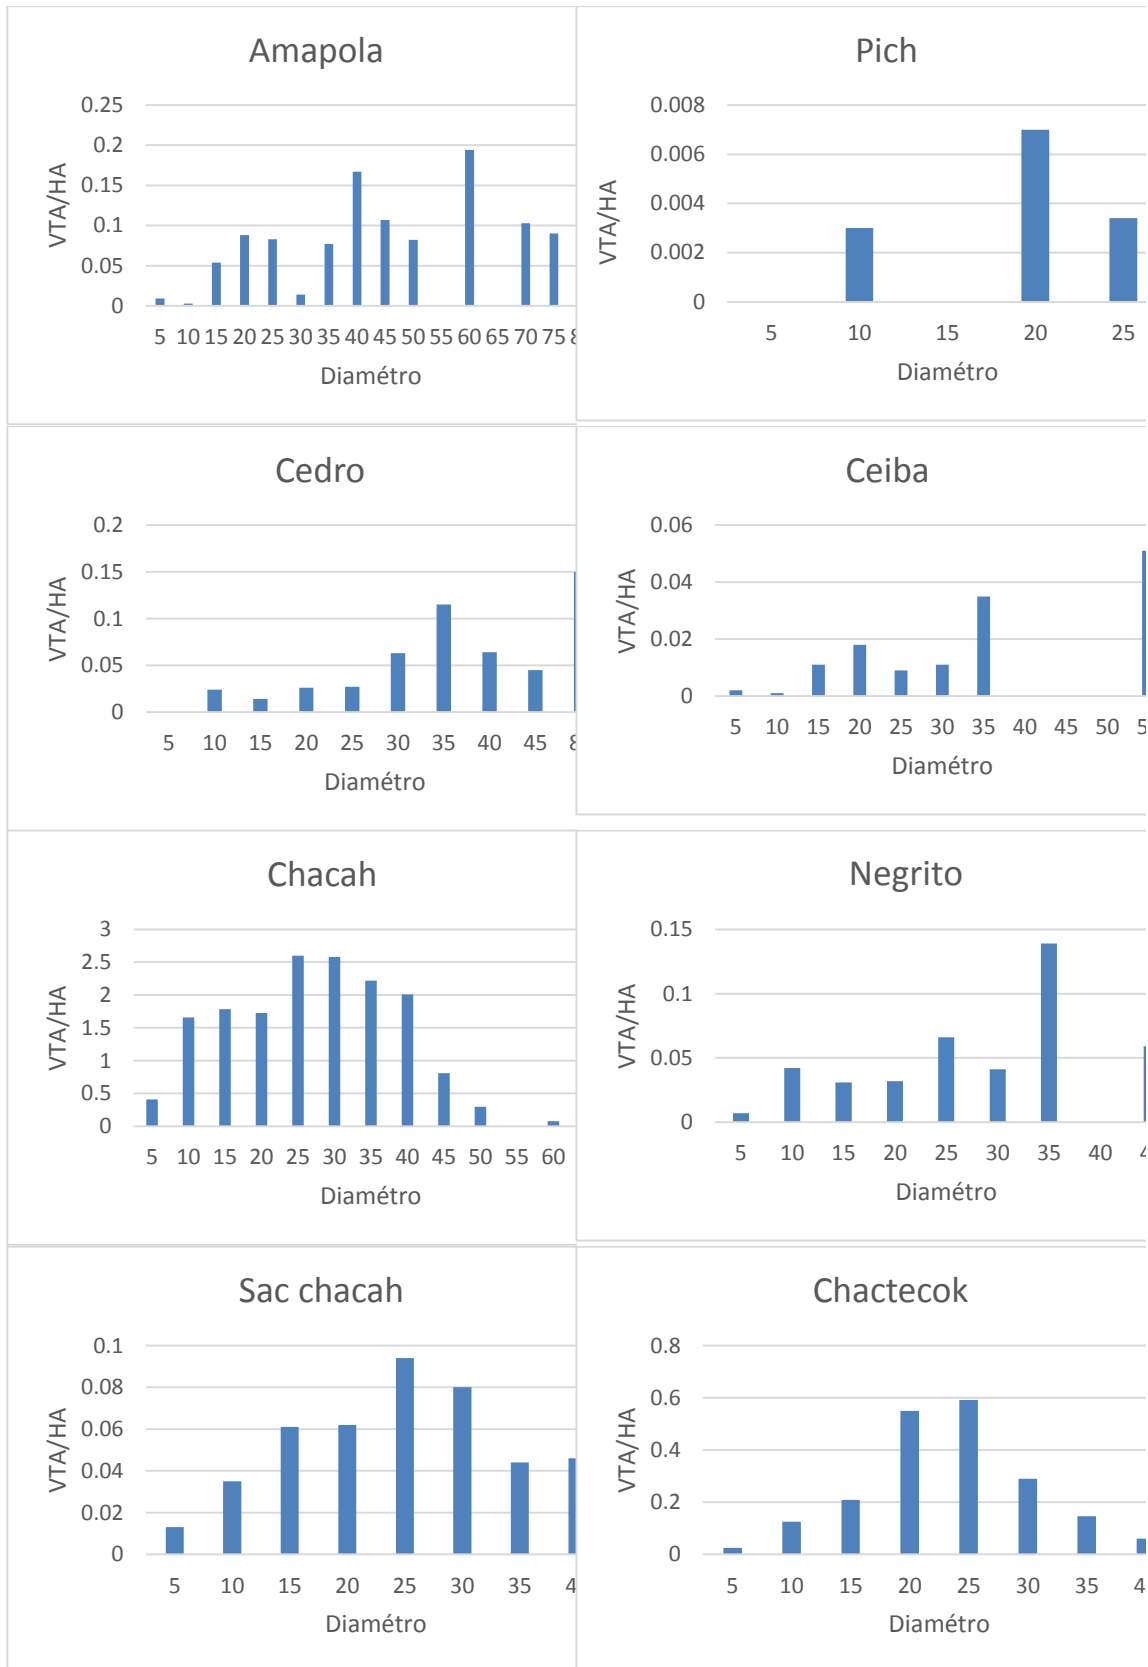 Amapola
0.25
0.2
0.15
0.1
0.05
0
VTA/HA
5 10 15 20 25 30 35 40 45 50 55 60 65 70 75
Diamétro
Pich
0.008
0.006
0.004
0.002
0
VTA/HA
5 10 15 20 25
Diamétro
Cedro
0.2
0.15
0.1
0.05
0
VTA/HA
5 10 15 20 25 30 35 40 45
Diamétro
Ceiba
0.06
0.04
0.02
0
VTA/HA
5 10 15 20 25 30 35 40 45 50
Diamétro
Chacah
3
2.5
2
1.5
1
0.5
0
VTA/HA
5 10 15 20 25 30 35 40 45 50 55 60
Diamétro
Negrito
0.15
0.1
0.05
0
VTA/HA
5 10 15 20 25 30 35 40
Diamétro
Sac chacah
0.1
0.08
0.06
0.04
0.02
0
VTA/HA
5 10 15 20 25 30 35
Diamétro
Chactecok
0.8
0.6
0.4
0.2
0
VTA/HA
5 10 15 20 25 30 35
Diamétro